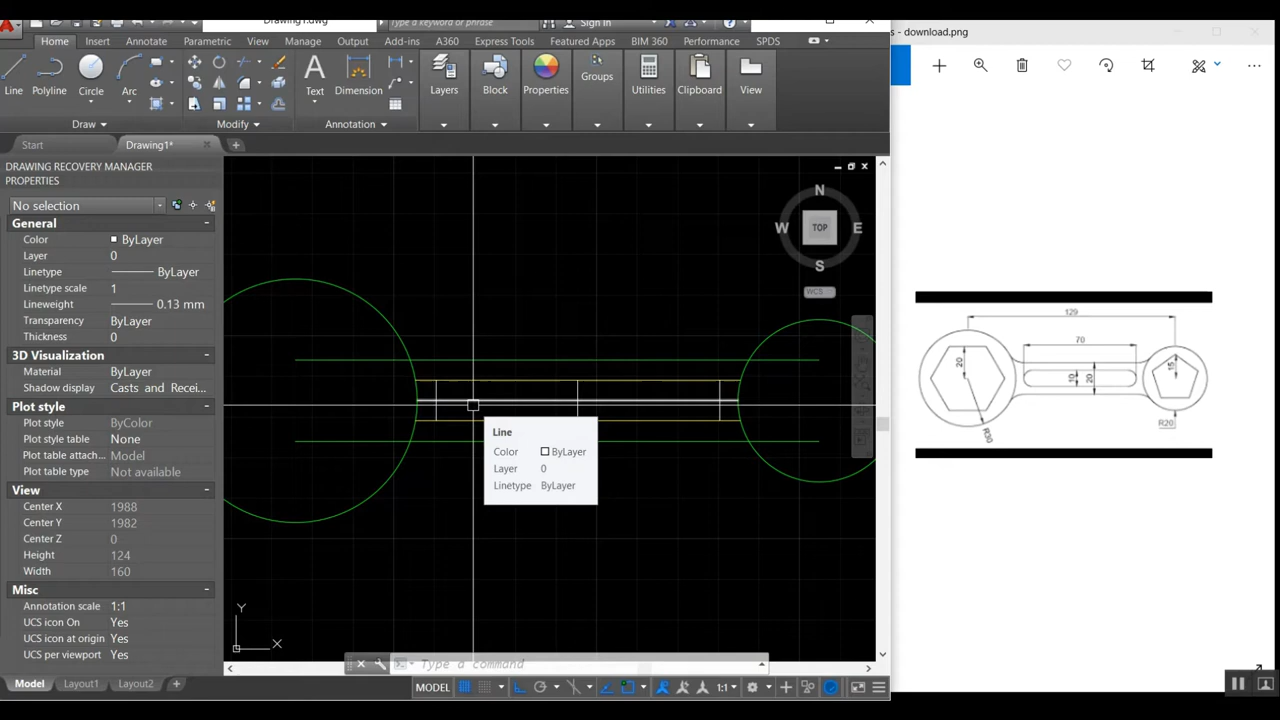 Drawing1.dwg
Type a keyword or phrase
Sign In
s - download.png
Home Insert Annotate Parametric View Manage Output Add-ins A360 Express Tools Featured Apps BIM 360 Performance SPDS
Line Polyline Circle Arc Text Dimension Layers Block Properties Groups Utilities Clipboard View
Draw Modify Annotation
Start Drawing1*
DRAWING RECOVERY MANAGER
PROPERTIES
No selection
General
Color ByLayer
Layer 0
Linetype ByLayer
Linetype scale 1
Lineweight 0.13 mm
Transparency ByLayer
Thickness 0
3D Visualization
Material ByLayer
Shadow display Casts and Recei...
Plot style
Plot style ByColor
Plot style table None
Plot table attach... Model
Plot table type Not available
View
Center X 1988
Center Y 1982
Center Z 0
Height 124
Width 160
Misc
Annotation scale 1:1
UCS icon On Yes
UCS icon at origin Yes
UCS per viewport Yes
N
W TOP E
S
WCS
Line
Color ByLayer
Layer 0
Linetype ByLayer
Y
X
Type a command
Model Layout1 Layout2
MODEL 1:1
129
70
20 10 20 15
R30
R20